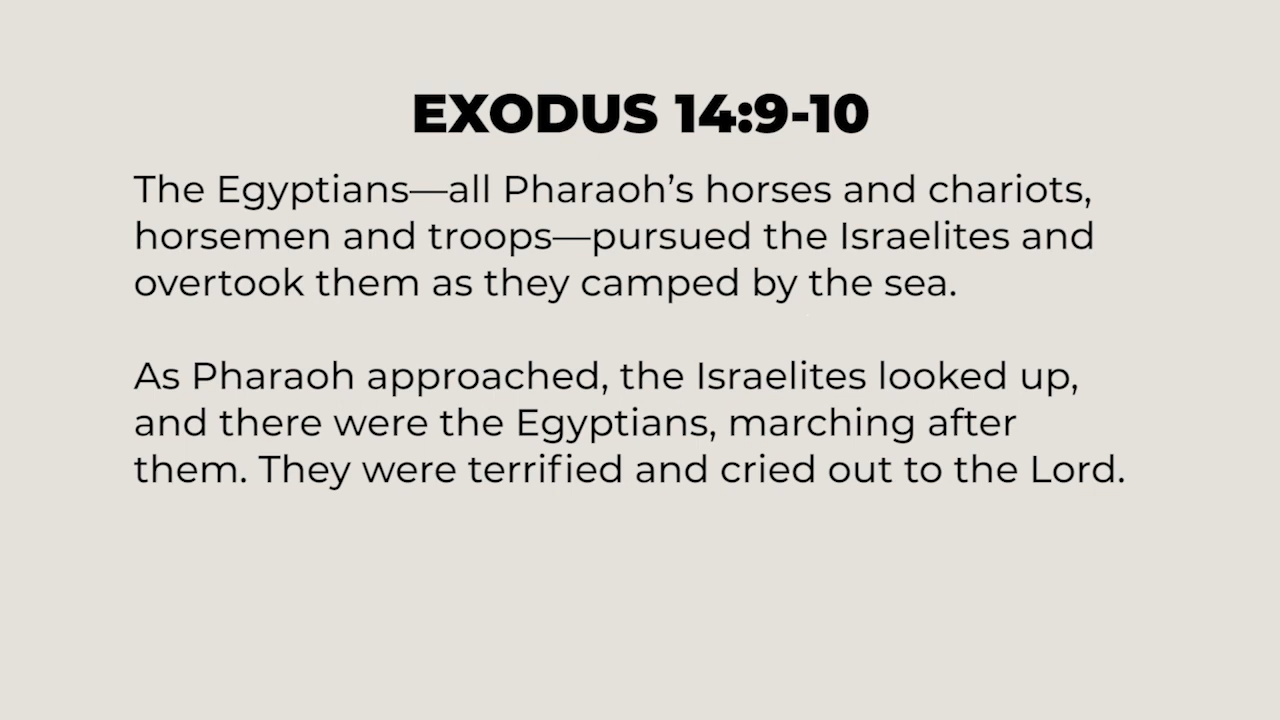 EXODUS 14:9-10
The Egyptians—all Pharaoh’s horses and chariots,
horsemen and troops—pursued the Israelites and
overtook them as they camped by the sea.
As Pharaoh approached, the Israelites looked up,
and there were the Egyptians, marching after
them. They were terrified and cried out to the Lord.